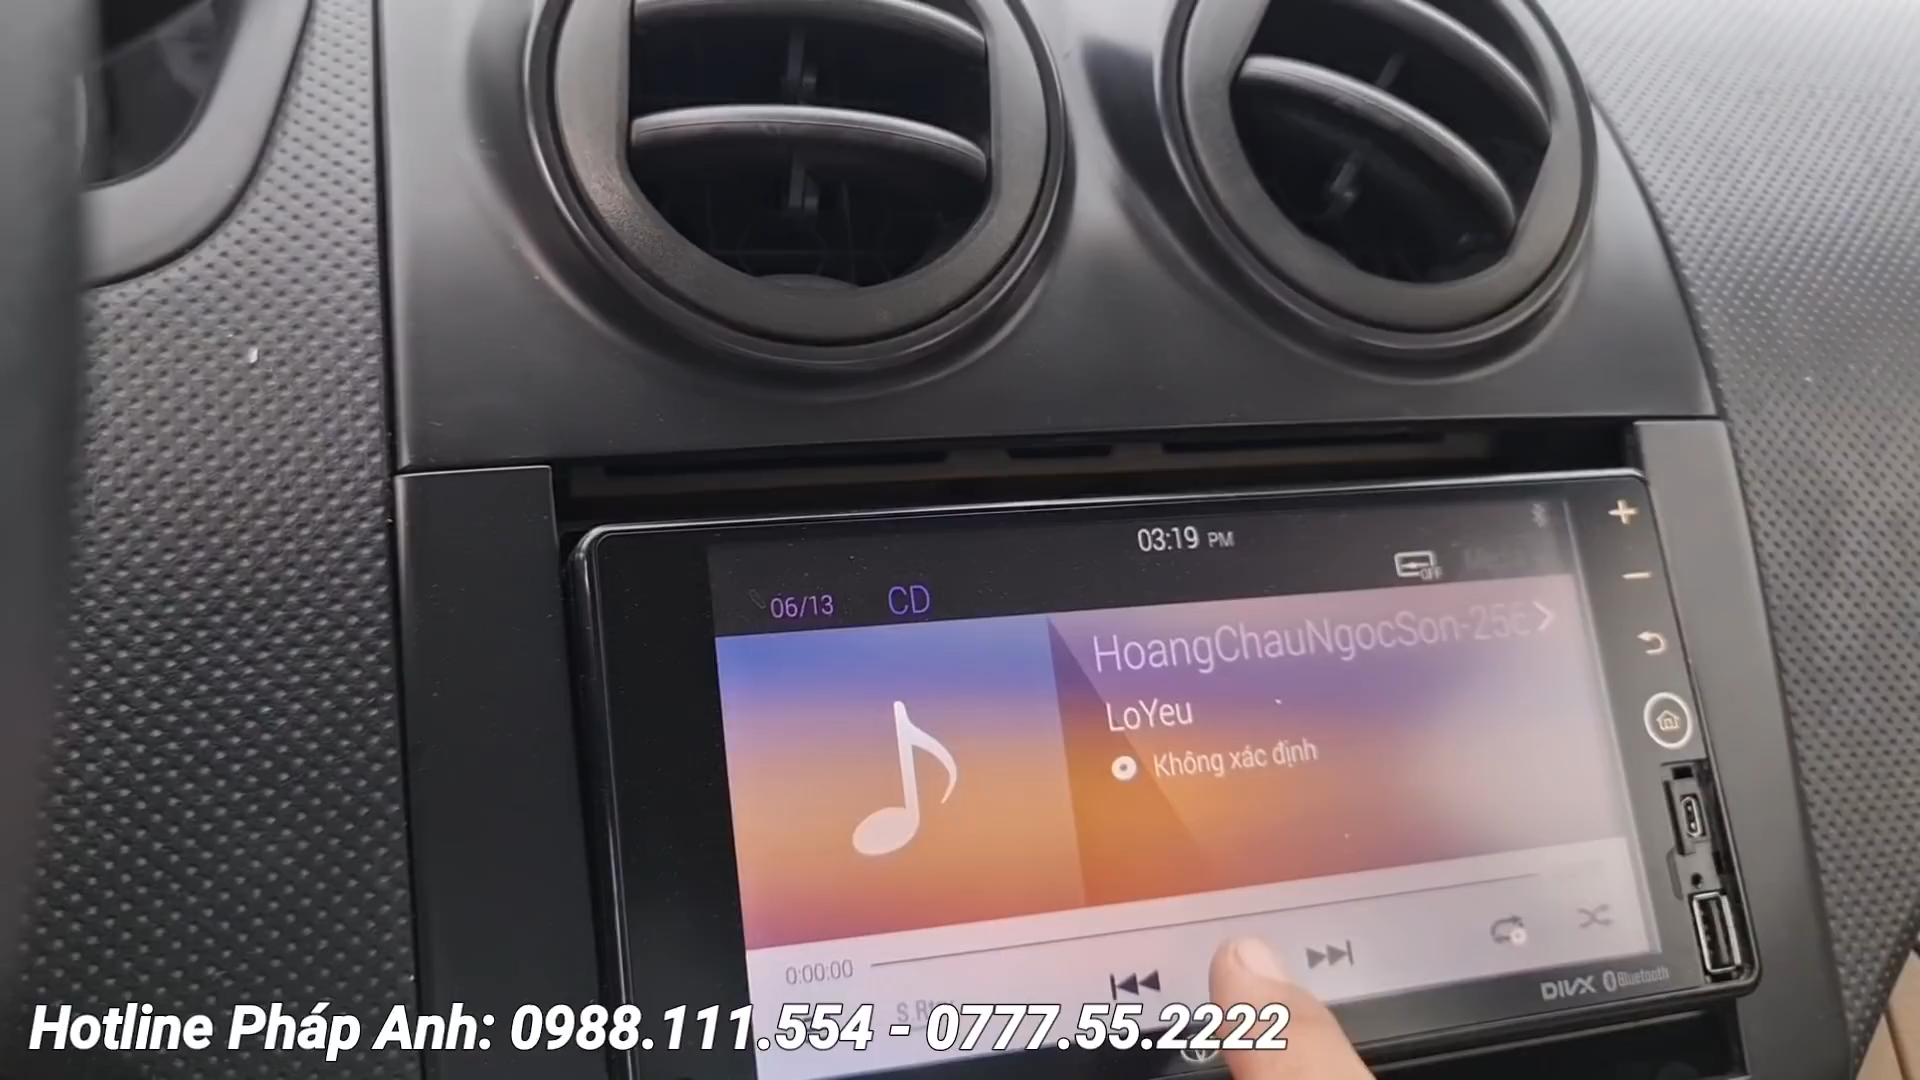 03:19 PM
OFF
06/13 CD
HoangChauNgocSon-256
LoYeu
Không xác định
0:00:00
DIVX Bluetooth
Hotline Pháp Anh: 0988.111.554 - 0777.55.2222